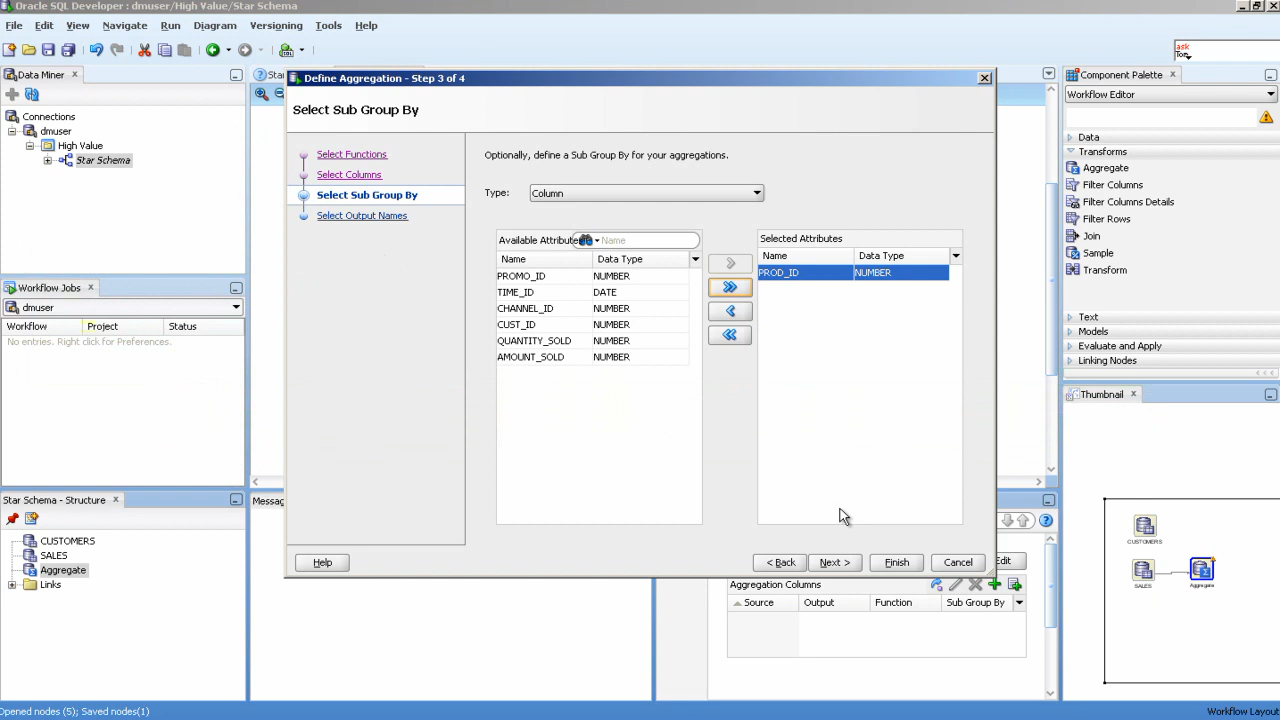 Oracle SQL Developer : dmuser/High Value/Star Schema
File Edit View Navigate Run Diagram Versioning Tools Help
ask
Tom
Data Miner
Connections
dmuser
High Value
Star Schema
Workflow Jobs
dmuser
Workflow Project Status
No entries. Right click for Preferences.
Star Schema - Structure
CUSTOMERS
SALES
Aggregate
Links
Star
Define Aggregation - Step 3 of 4
Select Sub Group By
Select Functions
Select Columns
Select Sub Group By
Select Output Names
Optionally, define a Sub Group By for your aggregations.
Type: Column
Available Attributes Name
Name Data Type
PROMO_ID NUMBER
TIME_ID DATE
CHANNEL_ID NUMBER
CUST_ID NUMBER
QUANTITY_SOLD NUMBER
AMOUNT_SOLD NUMBER
Selected Attributes
Name Data Type
PROD_ID NUMBER
Help < Back Next > Finish Cancel
Messag
Edit
Aggregation Columns
Source Output Function Sub Group By
Component Palette
Workflow Editor
Data
Transforms
Aggregate
Filter Columns
Filter Columns Details
Filter Rows
Join
Sample
Transform
Text
Models
Evaluate and Apply
Linking Nodes
Thumbnail
CUSTOMERS
SALES
Aggregate
Opened nodes (5); Saved nodes(1)
Workflow Layout